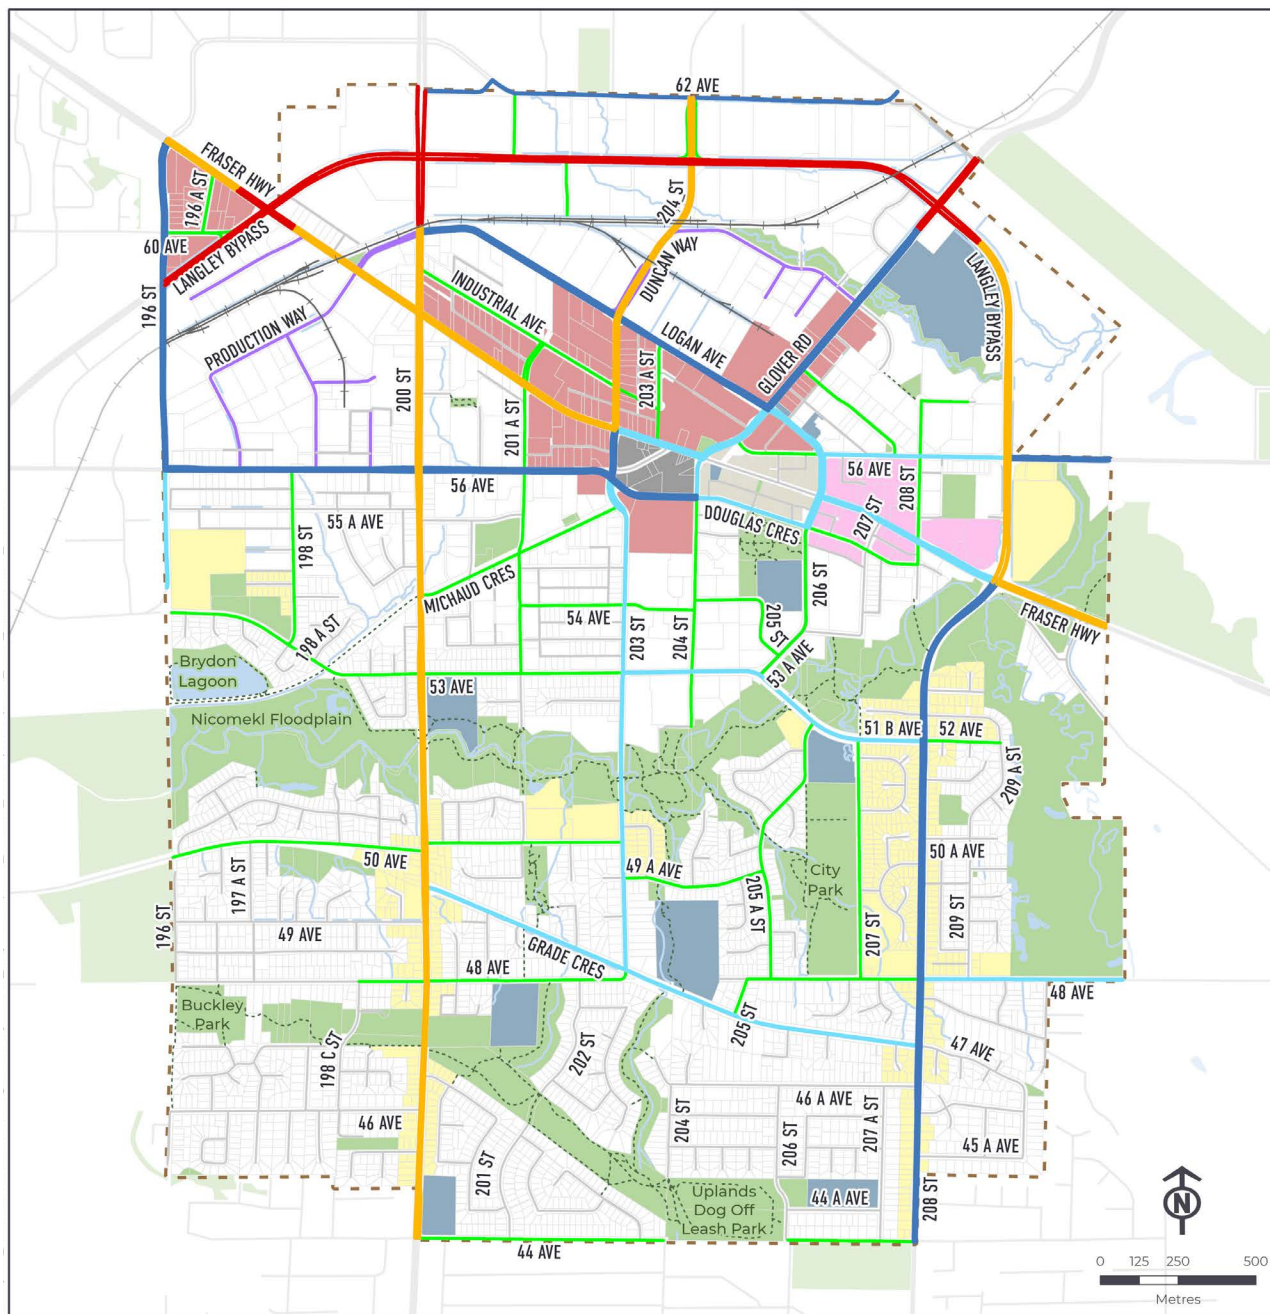 62 AVE
FRASER HWY
196 A ST
204 ST
60 AVE
LANGLEY BYPASS
DUNCAN WAY
LANGLEY BYPASS
196 ST
INDUSTRIAL AVE
PRODUCTION WAY
LOGAN AVE
GLOVER RD
200 ST
203 A ST
201 A ST
56 AVE
208 ST
56 AVE
55 A AVE
DOUGLAS CRES
207 ST
198 ST
MICHAUD CRES
206 ST
54 AVE
203 ST
204 ST
205 ST
FRASER HWY
198 A ST
53 A AVE
Brydon
Lagoon
53 AVE
Nicomekl Floodplain
51 B AVE
52 AVE
209 A ST
50 AVE
49 A AVE
50 A AVE
City
Park
197 A ST
205 A ST
209 ST
196 ST
49 AVE
207 ST
GRADE CRES
48 AVE
48 AVE
Buckley
Park
205 ST
47 AVE
198 C ST
202 ST
46 A AVE
204 ST
207 A ST
46 AVE
206 ST
45 A AVE
201 ST
208 ST
Uplands
Dog Off
Leash Park
44 A AVE
44 AVE
N
0 125 250 500
Metres